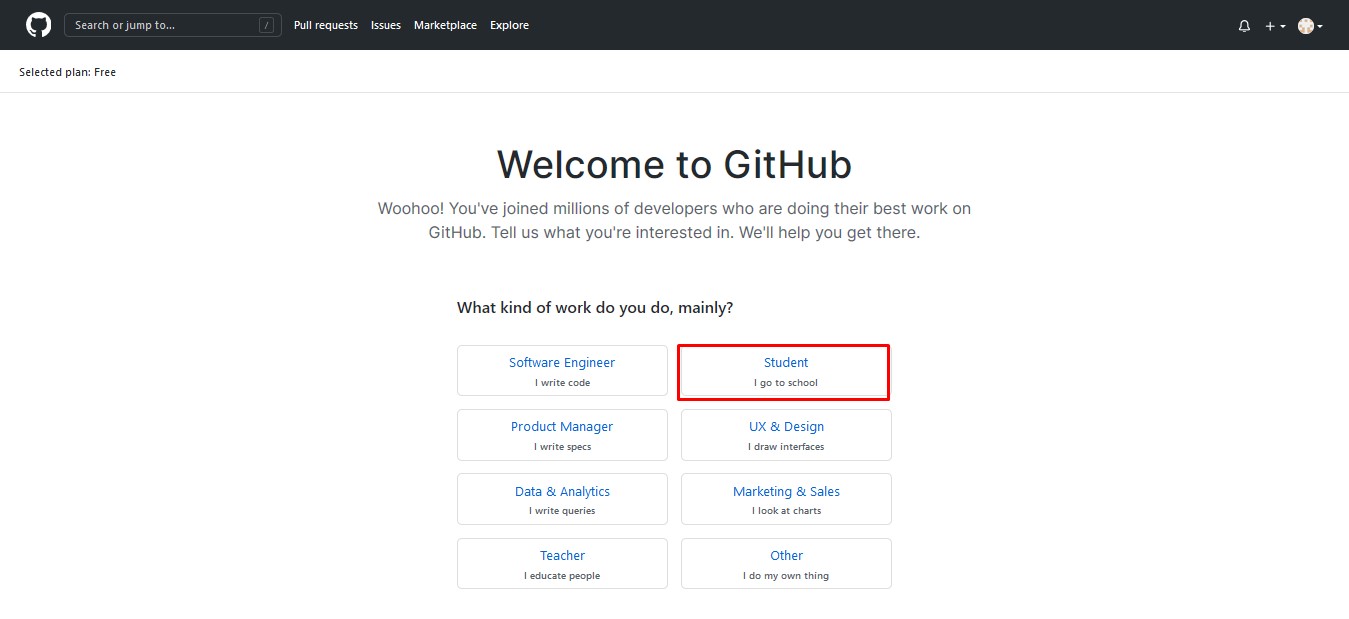 Search or jump to... /
Pull requests Issues Marketplace Explore
Selected plan: Free
Welcome to GitHub
Woohoo! You've joined millions of developers who are doing their best work on
GitHub. Tell us what you're interested in. We'll help you get there.
What kind of work do you do, mainly?
Software Engineer
I write code
Student
I go to school
Product Manager
I write specs
UX & Design
I draw interfaces
Data & Analytics
I write queries
Marketing & Sales
I look at charts
Teacher
I educate people
Other
I do my own thing